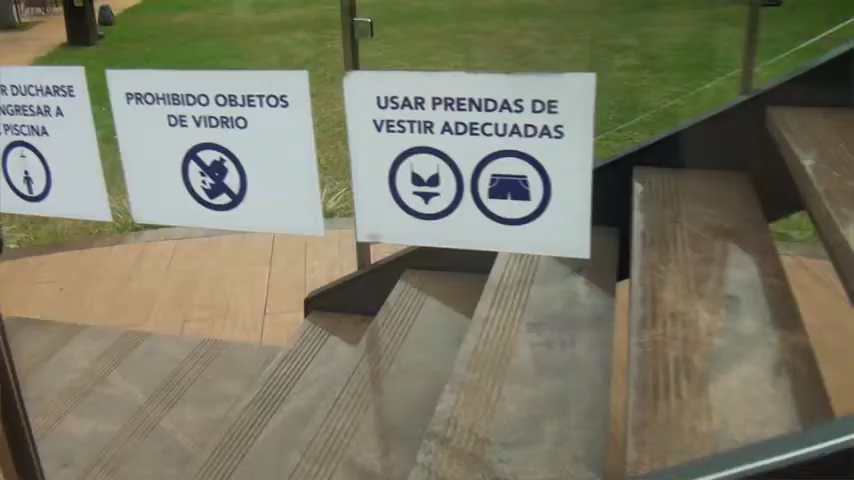 R DUCHARSE
NGRESAR A
PISCINA
PROHIBIDO OBJETOS
DE VIDRIO
USAR PRENDAS DE
VESTIR ADECUADAS